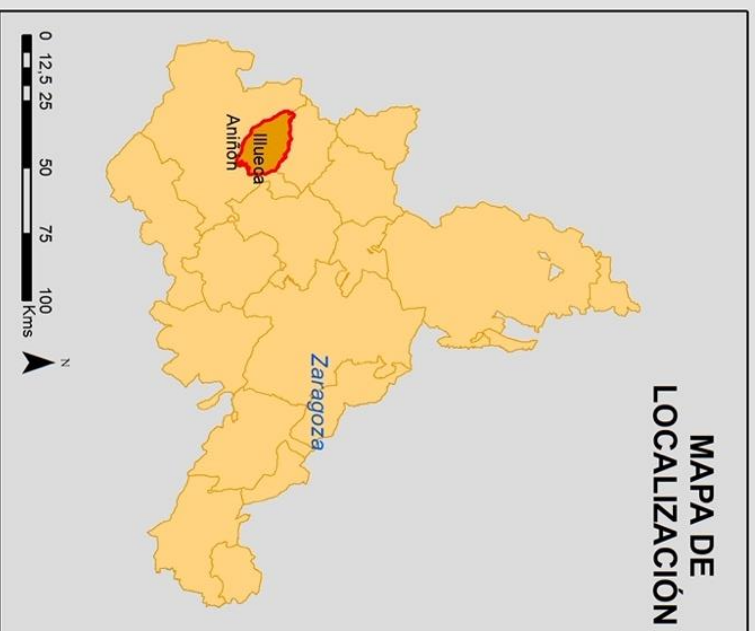 MAPA DE
LOCALIZACIÓN
Illueca
Aniñón
Zaragoza
0 12,5 25 50 75 100
Kms
N